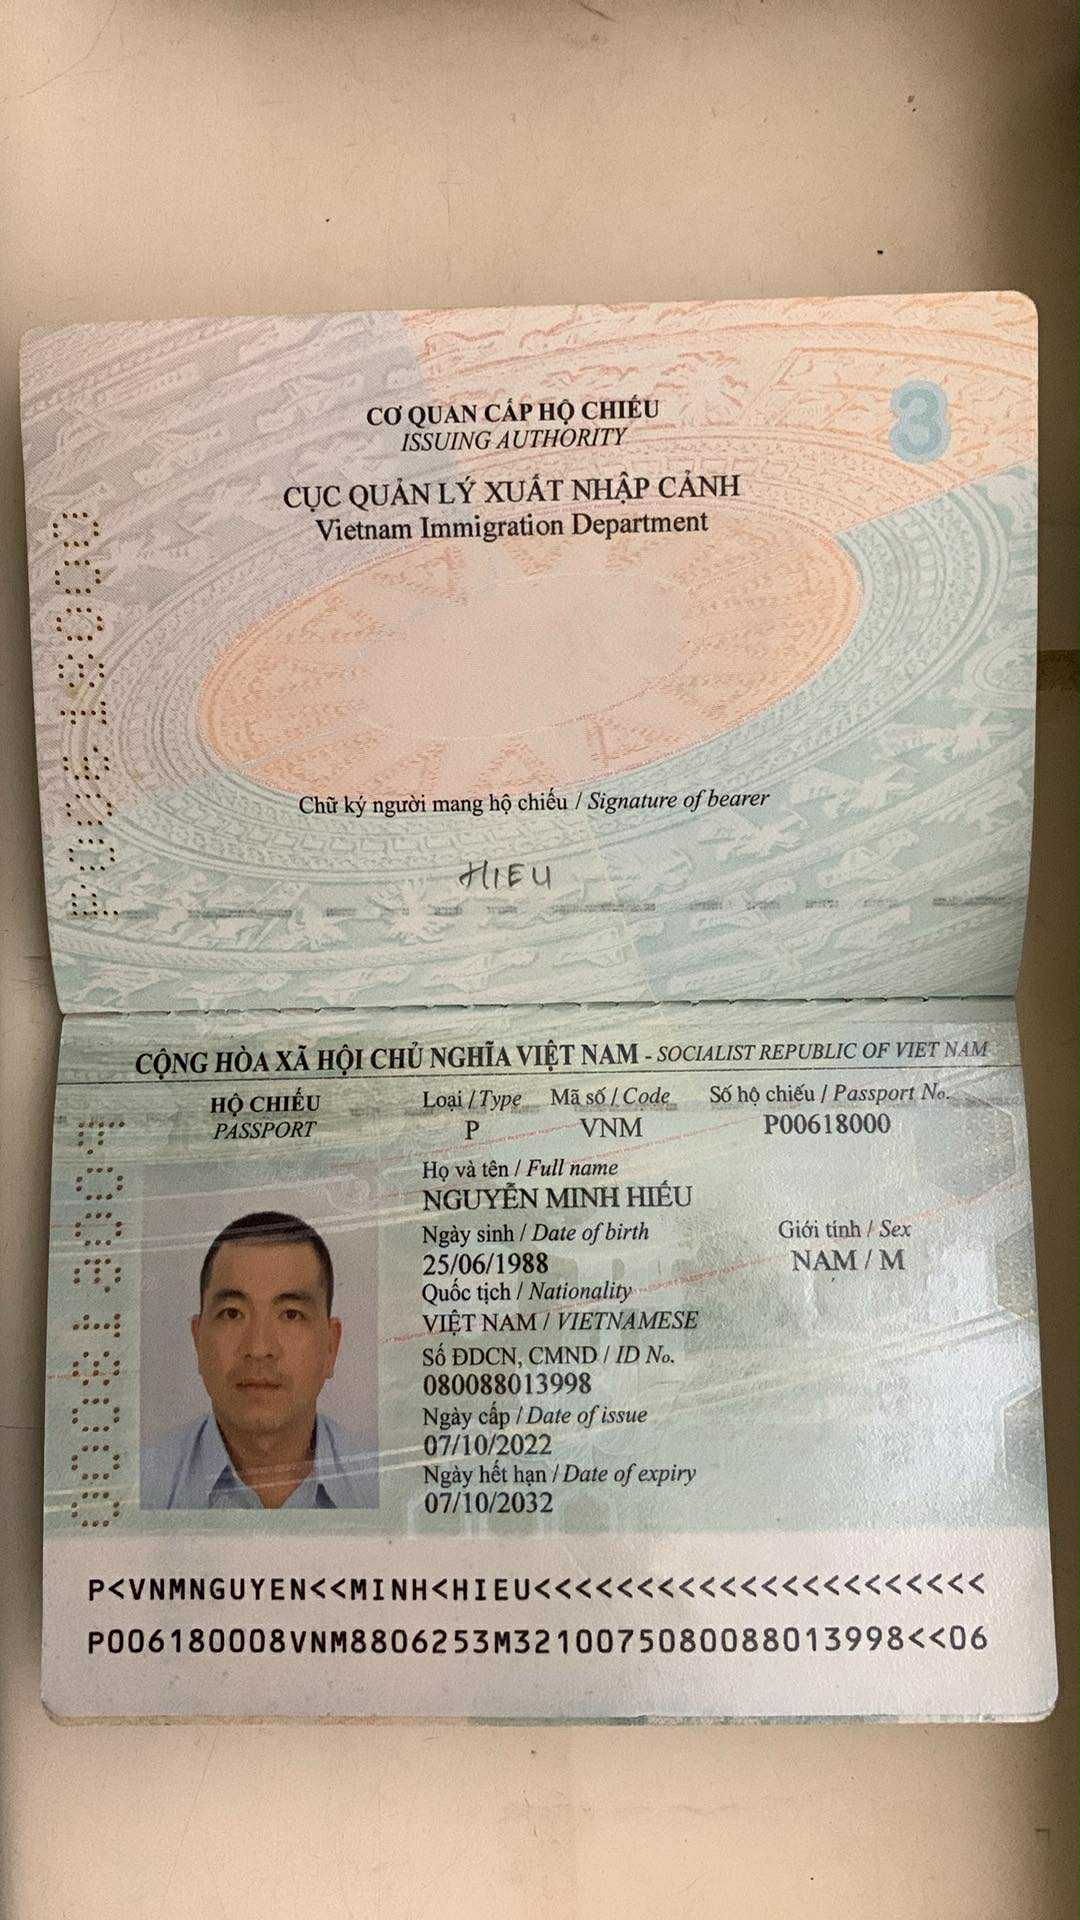 CƠ QUAN CẤP HỘ CHIẾU
ISSUING AUTHORITY
3
CỤC QUẢN LÝ XUẤT NHẬP CẢNH
Vietnam Immigration Department
P00618000
Chữ ký người mang hộ chiếu / Signature of bearer
HIEU
CỘNG HÒA XÃ HỘI CHỦ NGHĨA VIỆT NAM - SOCIALIST REPUBLIC OF VIET NAM
HỘ CHIẾU Loại / Type Mã số / Code Số hộ chiếu / Passport No.
PASSPORT P VNM P00618000
Họ và tên / Full name
NGUYỄN MINH HIẾU
Ngày sinh / Date of birth Giới tính / Sex
25/06/1988 NAM / M
Quốc tịch / Nationality
VIỆT NAM / VIETNAMESE
Số ĐDCN, CMND / ID No.
080088013998
Ngày cấp / Date of issue
07/10/2022
Ngày hết hạn / Date of expiry
07/10/2032
P00618000
P<VNMNGUYEN<<MINH<HIEU<<<<<<<<<<<<<<<<<<<<<<
P006180008VNM8806253M3210075080088013998<<06